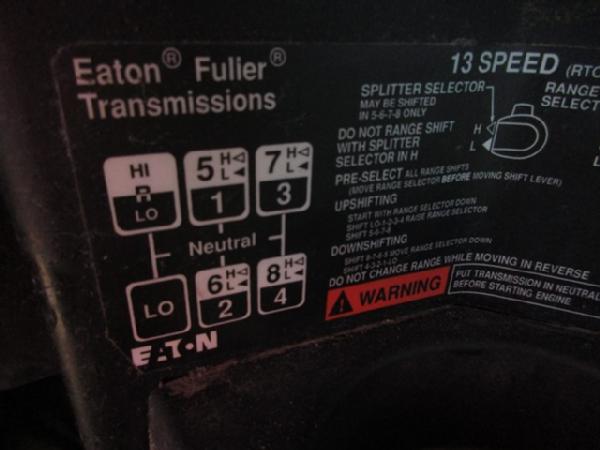 Eaton® Fuller®
Transmissions
13 SPEED (RTO
SPLITTER SELECTOR
MAY BE SHIFTED
IN 5-6-7-8 ONLY
RANGE
SELECT
H
L
DO NOT RANGE SHIFT
WITH SPLITTER
SELECTOR IN H
PRE-SELECT ALL RANGE SHIFTS
(MOVE RANGE SELECTOR BEFORE MOVING SHIFT LEVER)
UPSHIFTING
START WITH RANGE SELECTOR DOWN
SHIFT LO-1-2-3-4 RAISE RANGE SELECTOR
SHIFT 5-6-7-8
DOWNSHIFTING
SHIFT 8-7-6-5 MOVE RANGE SELECTOR DOWN
SHIFT 4-3-2-1-LO
DO NOT CHANGE RANGE WHILE MOVING IN REVERSE
WARNING
PUT TRANSMISSION IN NEUTRAL
BEFORE STARTING ENGINE
HI
R
LO
5 H L
1
7 H L
3
Neutral
LO
6 H L
2
8 H L
4
EATON